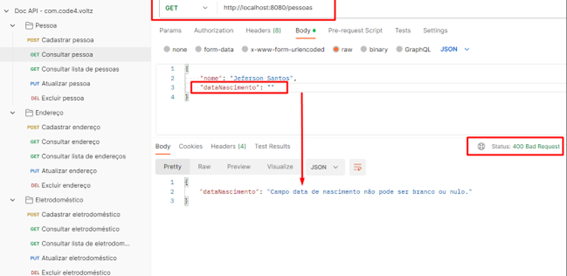 Doc API - com.code4.voltz
Pessoa
POST Cadastrar pessoa
GET Consultar pessoa
GET Consultar lista de pessoas
PUT Atualizar pessoa
DEL Excluir pessoa
Endereço
POST Cadastrar endereço
GET Consultar endereço
GET Consultar lista de endereços
PUT Atualizar endereço
DEL Excluir endereço
Eletrodoméstico
POST Cadastrar eletrodoméstico
GET Consultar eletrodoméstico
GET Consultar lista de eletrodom...
PUT Atualizar eletrodoméstico
DEL Excluir eletrodoméstico
GET http://localhost:8080/pessoas
Params Authorization Headers (8) Body Pre-request Script Tests Settings
none form-data x-www-form-urlencoded raw binary GraphQL JSON
1 {
2 "nome": "Jeferson Santos",
3 "dataNascimento": ""
4 }
Body Cookies Headers (4) Test Results Status: 400 Bad Request
Pretty Raw Preview Visualize JSON
1 {
2 "dataNascimento": "Campo data de nascimento não pode ser branco ou nulo."
3 }